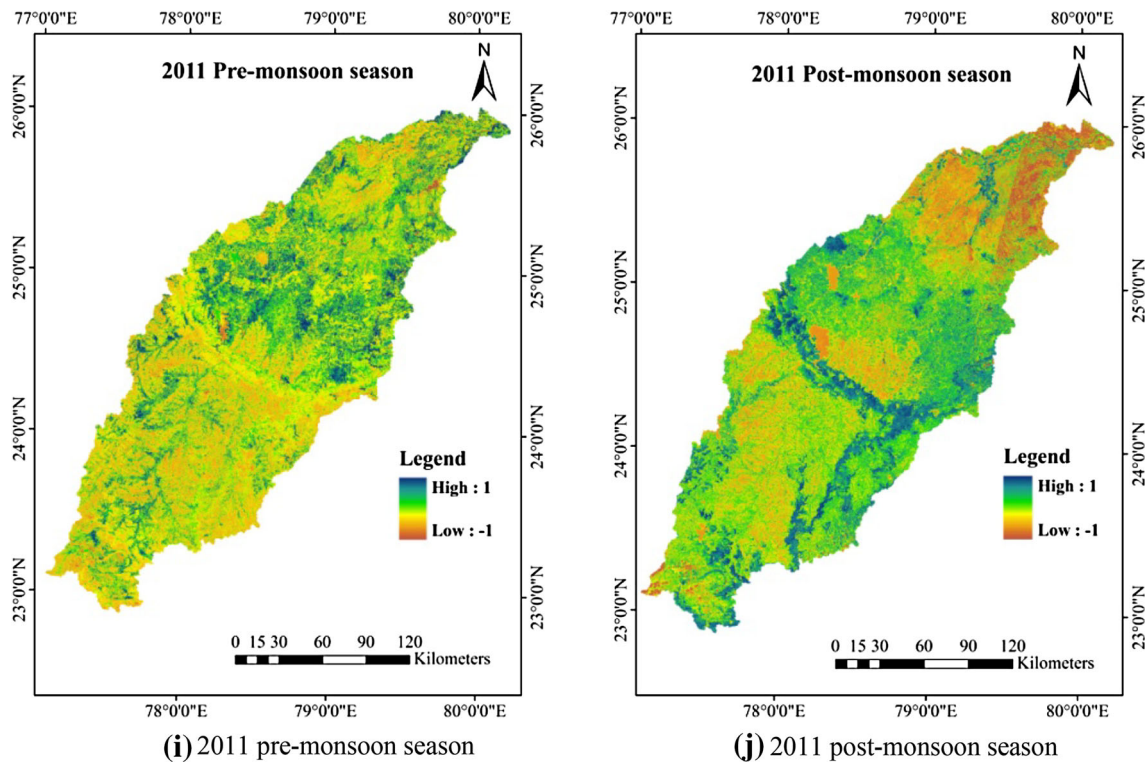 77°0'0"E 78°0'0"E 79°0'0"E 80°0'0"E
2011 Pre-monsoon season
N
26°0'0"N
25°0'0"N
24°0'0"N
23°0'0"N
26°0'0"N
25°0'0"N
24°0'0"N
23°0'0"N
Legend
High : 1
Low : -1
0 15 30 60 90 120
Kilometers
78°0'0"E 79°0'0"E 80°0'0"E
(i) 2011 pre-monsoon season
77°0'0"E 78°0'0"E 79°0'0"E 80°0'0"E
2011 Post-monsoon season
N
26°0'0"N
25°0'0"N
24°0'0"N
23°0'0"N
26°0'0"N
25°0'0"N
24°0'0"N
23°0'0"N
Legend
High : 1
Low : -1
0 15 30 60 90 120
Kilometers
78°0'0"E 79°0'0"E 80°0'0"E
(j) 2011 post-monsoon season